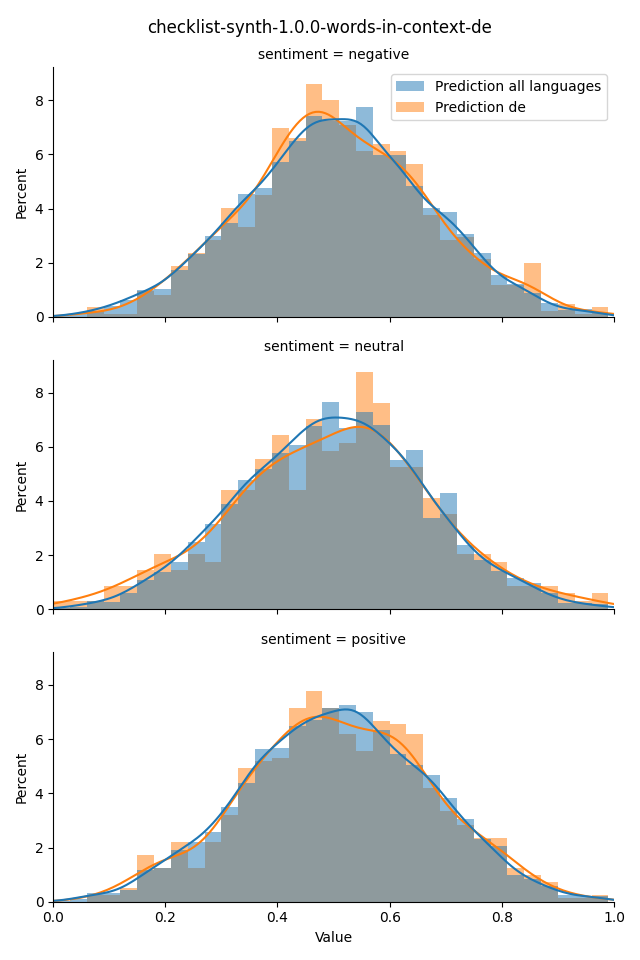 checklist-synth-1.0.0-words-in-context-de
sentiment = negative
Prediction all languages
Prediction de
8
6
4
2
0
Percent
sentiment = neutral
8
6
4
2
0
Percent
sentiment = positive
8
6
4
2
0
Percent
0.0 0.2 0.4 0.6 0.8 1.0
Value